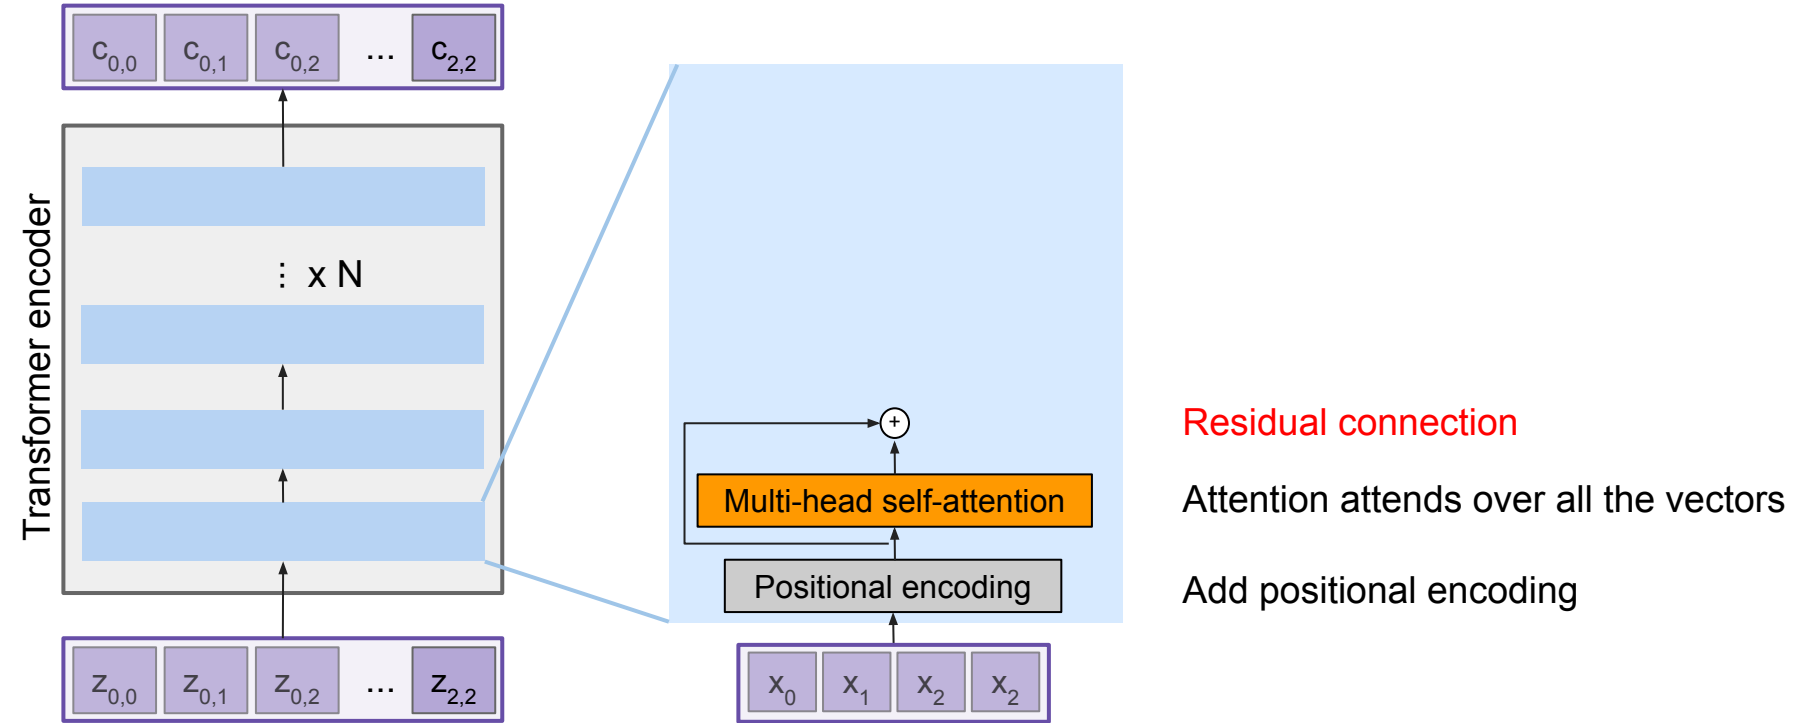 c0,0 c0,1 c0,2 ... c2,2
Transformer encoder
⋮ x N
z0,0 z0,1 z0,2 ... z2,2
+
Multi-head self-attention
Positional encoding
x0 x1 x2 x2
Residual connection
Attention attends over all the vectors
Add positional encoding